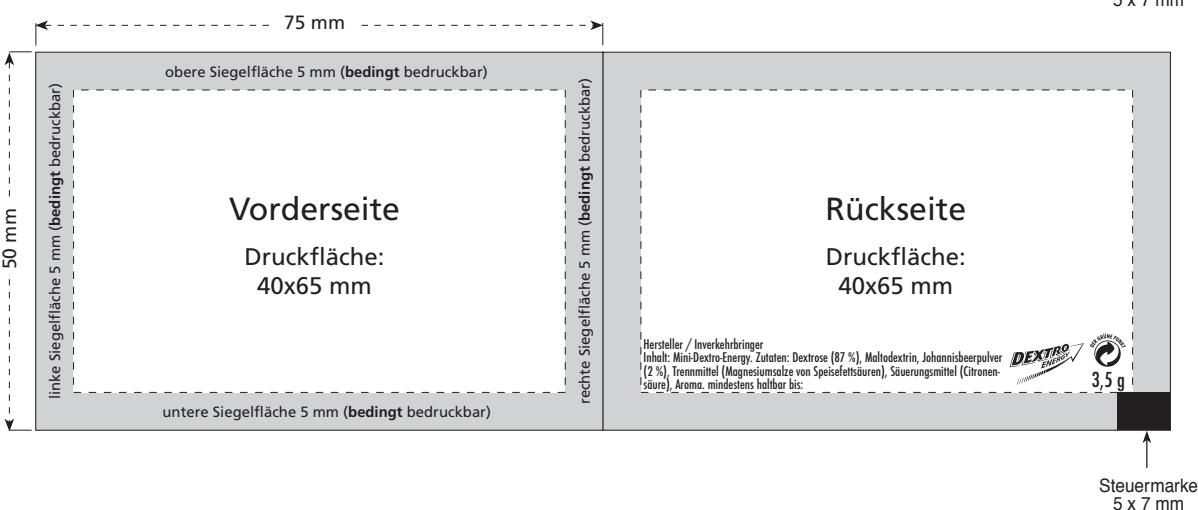 5 x 7 mm
75 mm
50 mm
obere Siegelfläche 5 mm (bedingt bedruckbar)
linke Siegelfläche 5 mm (bedingt bedruckbar)
Vorderseite
Druckfläche:
40x65 mm
rechte Siegelfläche 5 mm (bedingt bedruckbar)
untere Siegelfläche 5 mm (bedingt bedruckbar)
Rückseite
Druckfläche:
40x65 mm
Hersteller / Inverkehrbringer
Inhalt: Mini-Dextro-Energy. Zutaten: Dextrose (87 %), Maltodextrin, Johannisbeerpulver
(2 %), Trennmittel (Magnesiumsalze von Speisefettsäuren), Säuerungsmittel (Citronen-
säure), Aroma. mindestens haltbar bis:
DEXTRO
ENERGY
DER GRÜNE PUNKT
3,5 g
Steuermarke
5 x 7 mm